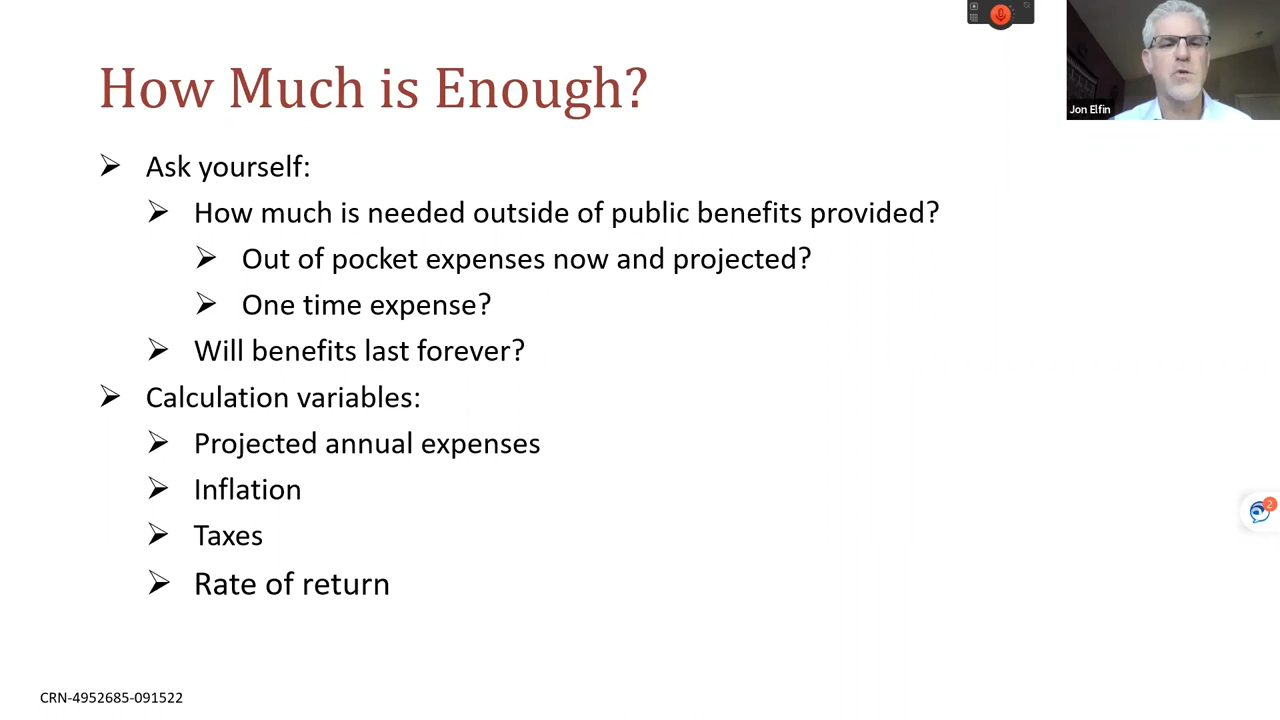 How Much is Enough?
Jon Elfin
Ask yourself:
How much is needed outside of public benefits provided?
Out of pocket expenses now and projected?
One time expense?
Will benefits last forever?
Calculation variables:
Projected annual expenses
Inflation
Taxes
Rate of return
2
CRN-4952685-091522